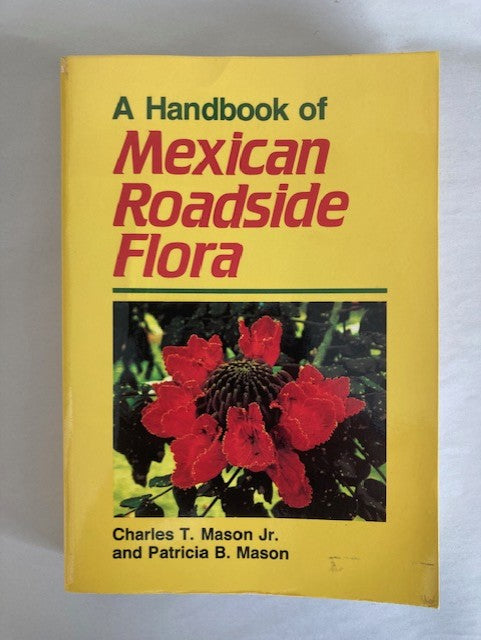 A Handbook of
Mexican
Roadside
Flora
Charles T. Mason Jr.
and Patricia B. Mason